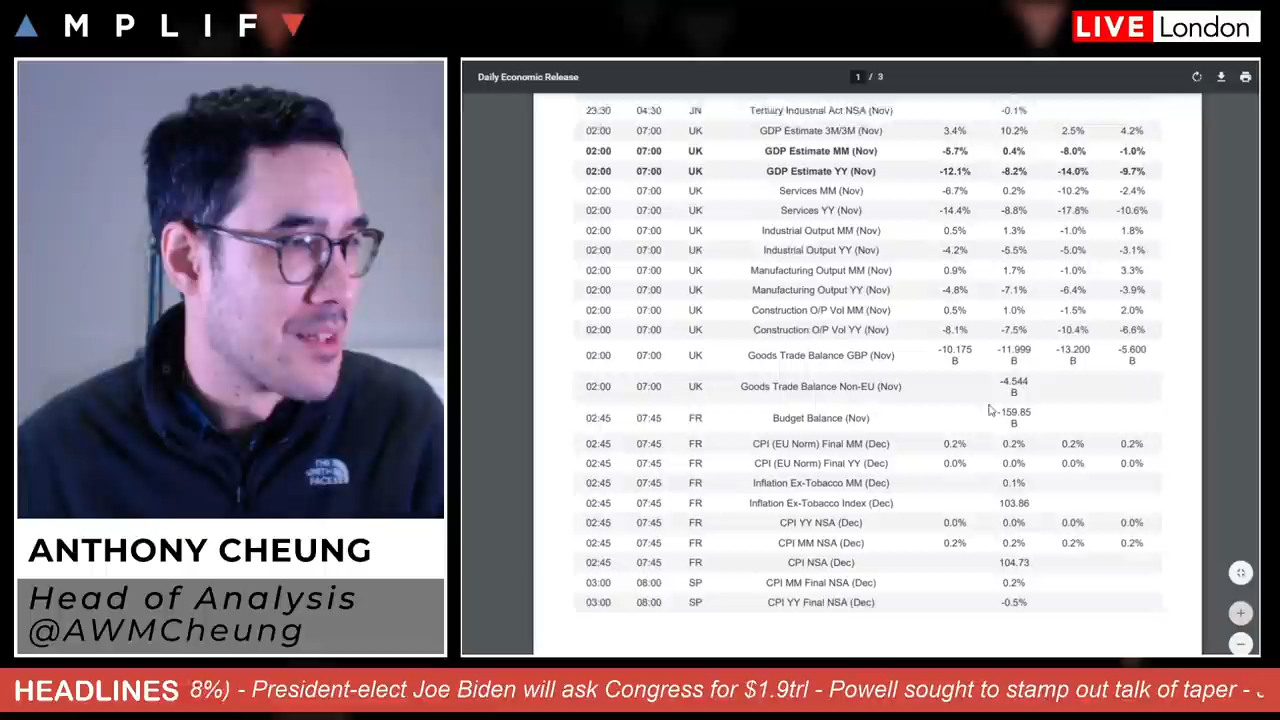 AMPLIFY
LIVE London
Daily Economic Release
1 / 3
23:30 04:30 JN Tertiary Industrial Act NSA (Nov) -0.1%
02:00 07:00 UK GDP Estimate 3M/3M (Nov) 3.4% 10.2% 2.5% 4.2%
02:00 07:00 UK GDP Estimate MM (Nov) -5.7% 0.4% -8.0% -1.0%
02:00 07:00 UK GDP Estimate YY (Nov) -12.1% -8.2% -14.0% -9.7%
02:00 07:00 UK Services MM (Nov) -6.7% 0.2% -10.2% -2.4%
02:00 07:00 UK Services YY (Nov) -14.4% -8.8% -17.8% -10.6%
02:00 07:00 UK Industrial Output MM (Nov) 0.5% 1.3% -1.0% 1.8%
02:00 07:00 UK Industrial Output YY (Nov) -4.2% -5.5% -5.0% -3.1%
02:00 07:00 UK Manufacturing Output MM (Nov) 0.9% 1.7% -1.0% 3.3%
02:00 07:00 UK Manufacturing Output YY (Nov) -4.8% -7.1% -6.4% -3.9%
02:00 07:00 UK Construction O/P Vol MM (Nov) 0.5% 1.0% -1.5% 2.0%
02:00 07:00 UK Construction O/P Vol YY (Nov) -8.1% -7.5% -10.4% -6.6%
02:00 07:00 UK Goods Trade Balance GBP (Nov) -10.175 B -11.999 B -13.200 B -5.600 B
02:00 07:00 UK Goods Trade Balance Non-EU (Nov) -4.544 B
02:45 07:45 FR Budget Balance (Nov) -159.85 B
02:45 07:45 FR CPI (EU Norm) Final MM (Dec) 0.2% 0.2% 0.2% 0.2%
02:45 07:45 FR CPI (EU Norm) Final YY (Dec) 0.0% 0.0% 0.0% 0.0%
02:45 07:45 FR Inflation Ex-Tobacco MM (Dec) 0.1%
02:45 07:45 FR Inflation Ex-Tobacco Index (Dec) 103.86
02:45 07:45 FR CPI YY NSA (Dec) 0.0% 0.0% 0.0% 0.0%
02:45 07:45 FR CPI MM NSA (Dec) 0.2% 0.2% 0.2% 0.2%
02:45 07:45 FR CPI NSA (Dec) 104.73
03:00 08:00 SP CPI MM Final NSA (Dec) 0.2%
03:00 08:00 SP CPI YY Final NSA (Dec) -0.5%
THE NORTH FACE
ANTHONY CHEUNG
Head of Analysis
@AWMCheung
HEADLINES 8%) - President-elect Joe Biden will ask Congress for $1.9trl - Powell sought to stamp out talk of taper -